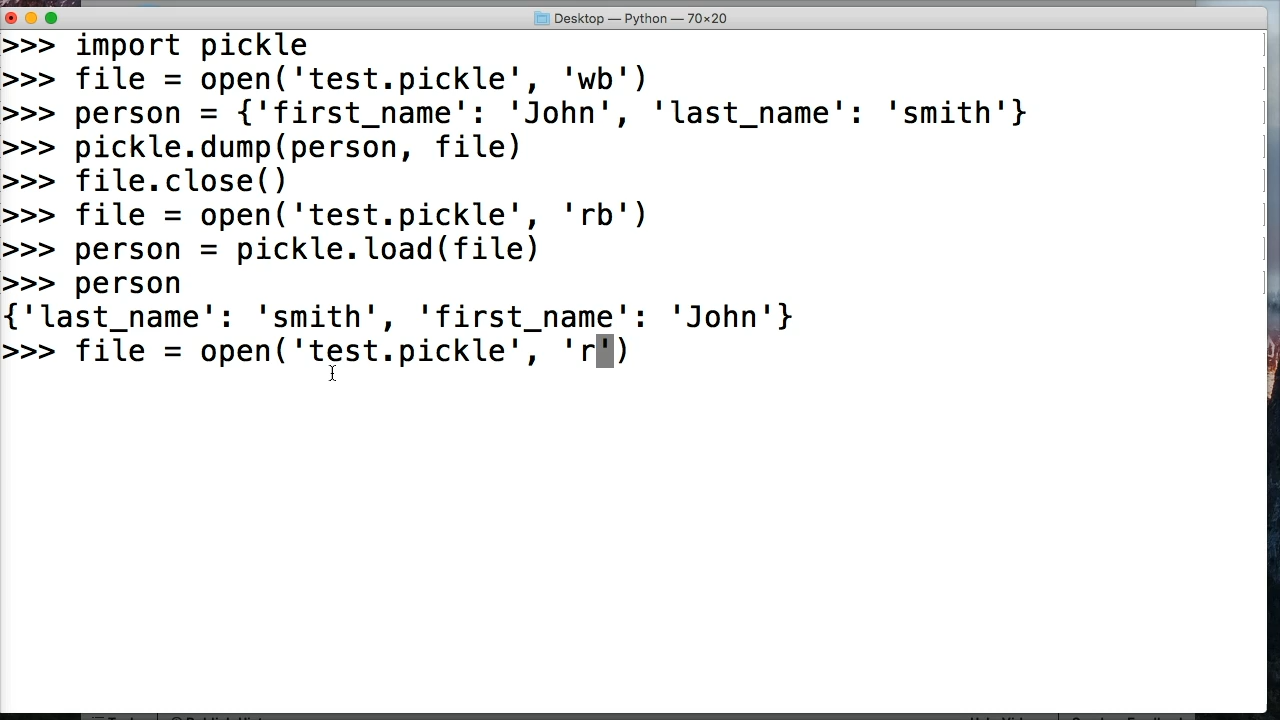 Desktop — Python — 70×20
>>> import pickle
>>> file = open('test.pickle', 'wb')
>>> person = {'first_name': 'John', 'last_name': 'smith'}
>>> pickle.dump(person, file)
>>> file.close()
>>> file = open('test.pickle', 'rb')
>>> person = pickle.load(file)
>>> person
{'last_name': 'smith', 'first_name': 'John'}
>>> file = open('test.pickle', 'r')